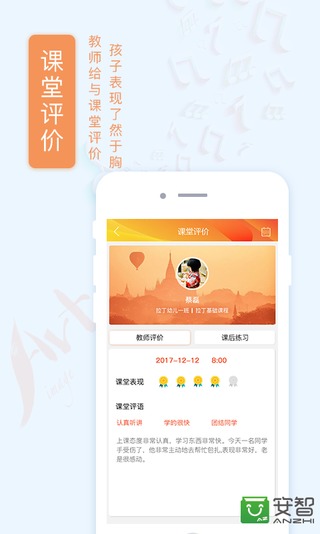 课堂评价
教师给与课堂评价
孩子表现了然于胸
Art
课堂评价
蔡磊
拉丁幼儿一班 | 拉丁基础课程
教师评价
课后练习
2017-12-12 8:00
课堂表现
课堂评语
认真听讲 学的很快 团结同学
上课态度非常认真，学习东西非常快。今天一名同学
手受伤了，他非常主动地去帮忙包扎,表现非常好，老
是的很感动。
安智
ANZHI